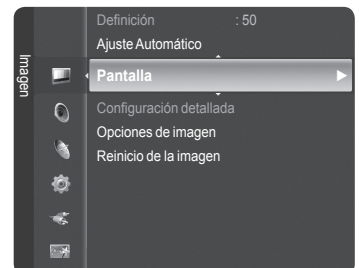 Imagen
Definición : 50
Ajuste Automático
Pantalla
Configuración detallada
Opciones de imagen
Reinicio de la imagen